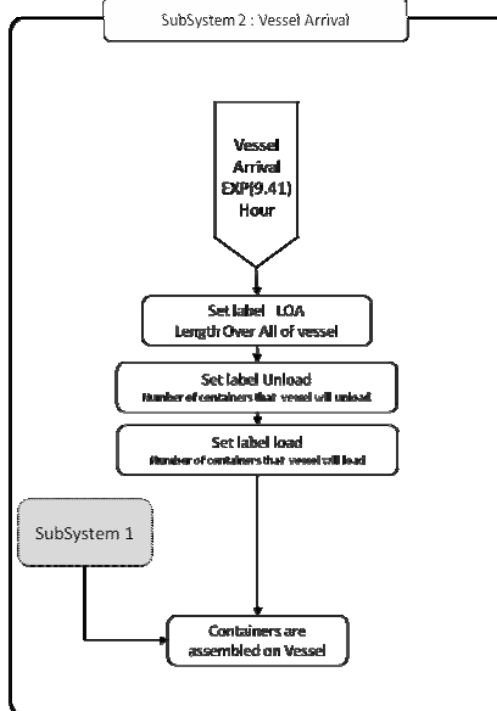 SubSystem 2 : Vessel Arrival
Vessel
Arrival
EXP(9.41)
Hour
Set label LOA
Length Over All of vessel
Set label Unload
Number of containers that vessel will unload
Set label load
Number of containers that vessel will load
SubSystem 1
Containers are
assembled on Vessel